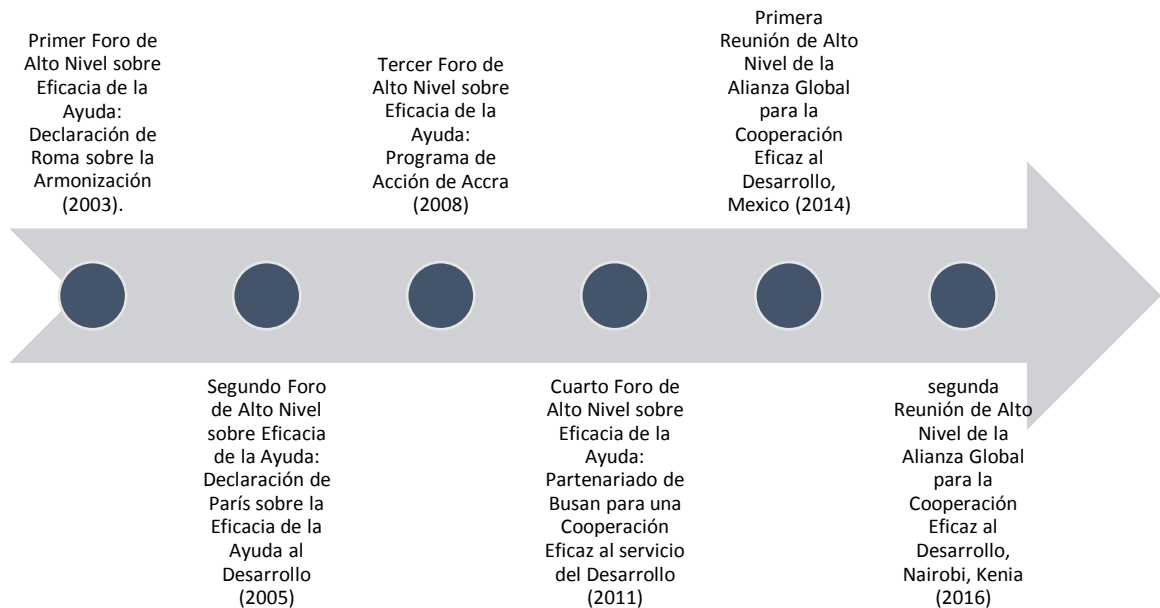 Primer Foro de
Alto Nivel sobre
Eficacia de la
Ayuda:
Declaración de
Roma sobre la
Armonización
(2003).
Segundo Foro
de Alto Nivel
sobre Eficacia
de la Ayuda:
Declaración de
París sobre la
Eficacia de la
Ayuda al
Desarrollo
(2005)
Tercer Foro de
Alto Nivel sobre
Eficacia de la
Ayuda:
Programa de
Acción de Accra
(2008)
Cuarto Foro de
Alto Nivel sobre
Eficacia de la
Ayuda:
Partenariado de
Busan para una
Cooperación
Eficaz al servicio
del Desarrollo
(2011)
Primera
Reunión de Alto
Nivel de la
Alianza Global
para la
Cooperación
Eficaz al
Desarrollo,
Mexico (2014)
segunda
Reunión de Alto
Nivel de la
Alianza Global
para la
Cooperación
Eficaz al
Desarrollo,
Nairobi, Kenia
(2016)